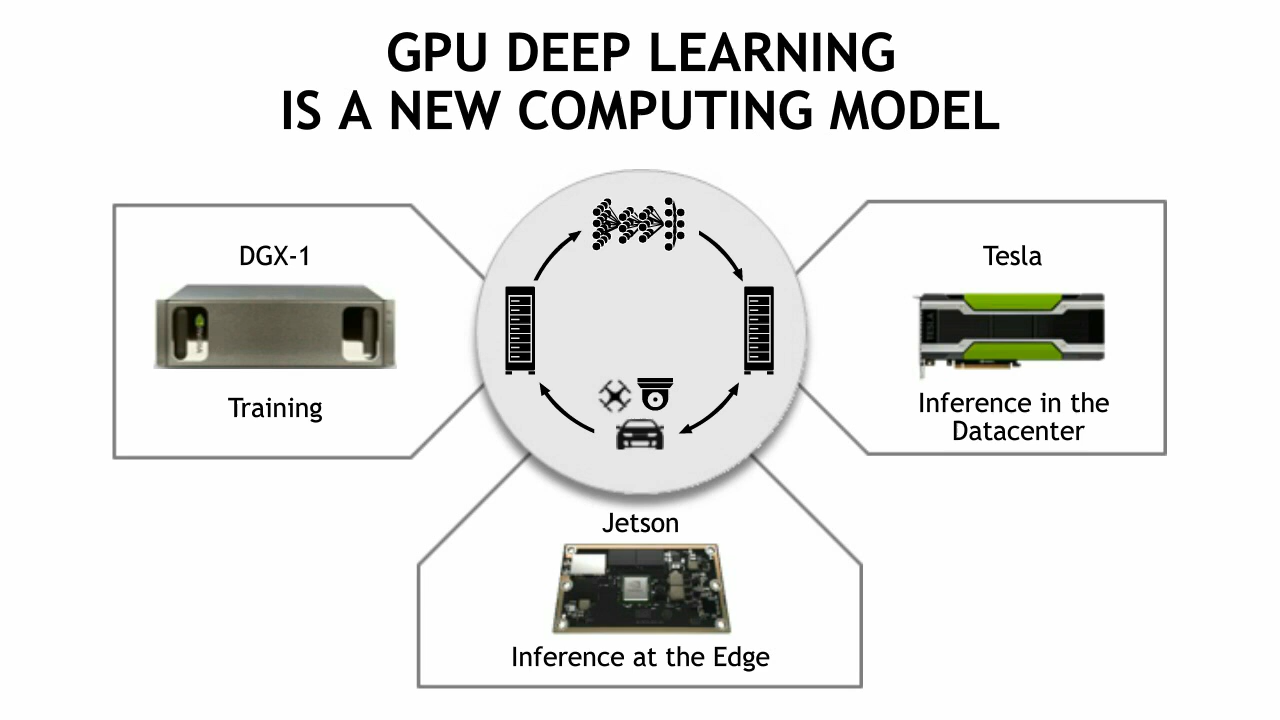 GPU DEEP LEARNING
IS A NEW COMPUTING MODEL
DGX-1
Training
Tesla
TESLA
Inference in the
Datacenter
Jetson
Inference at the Edge